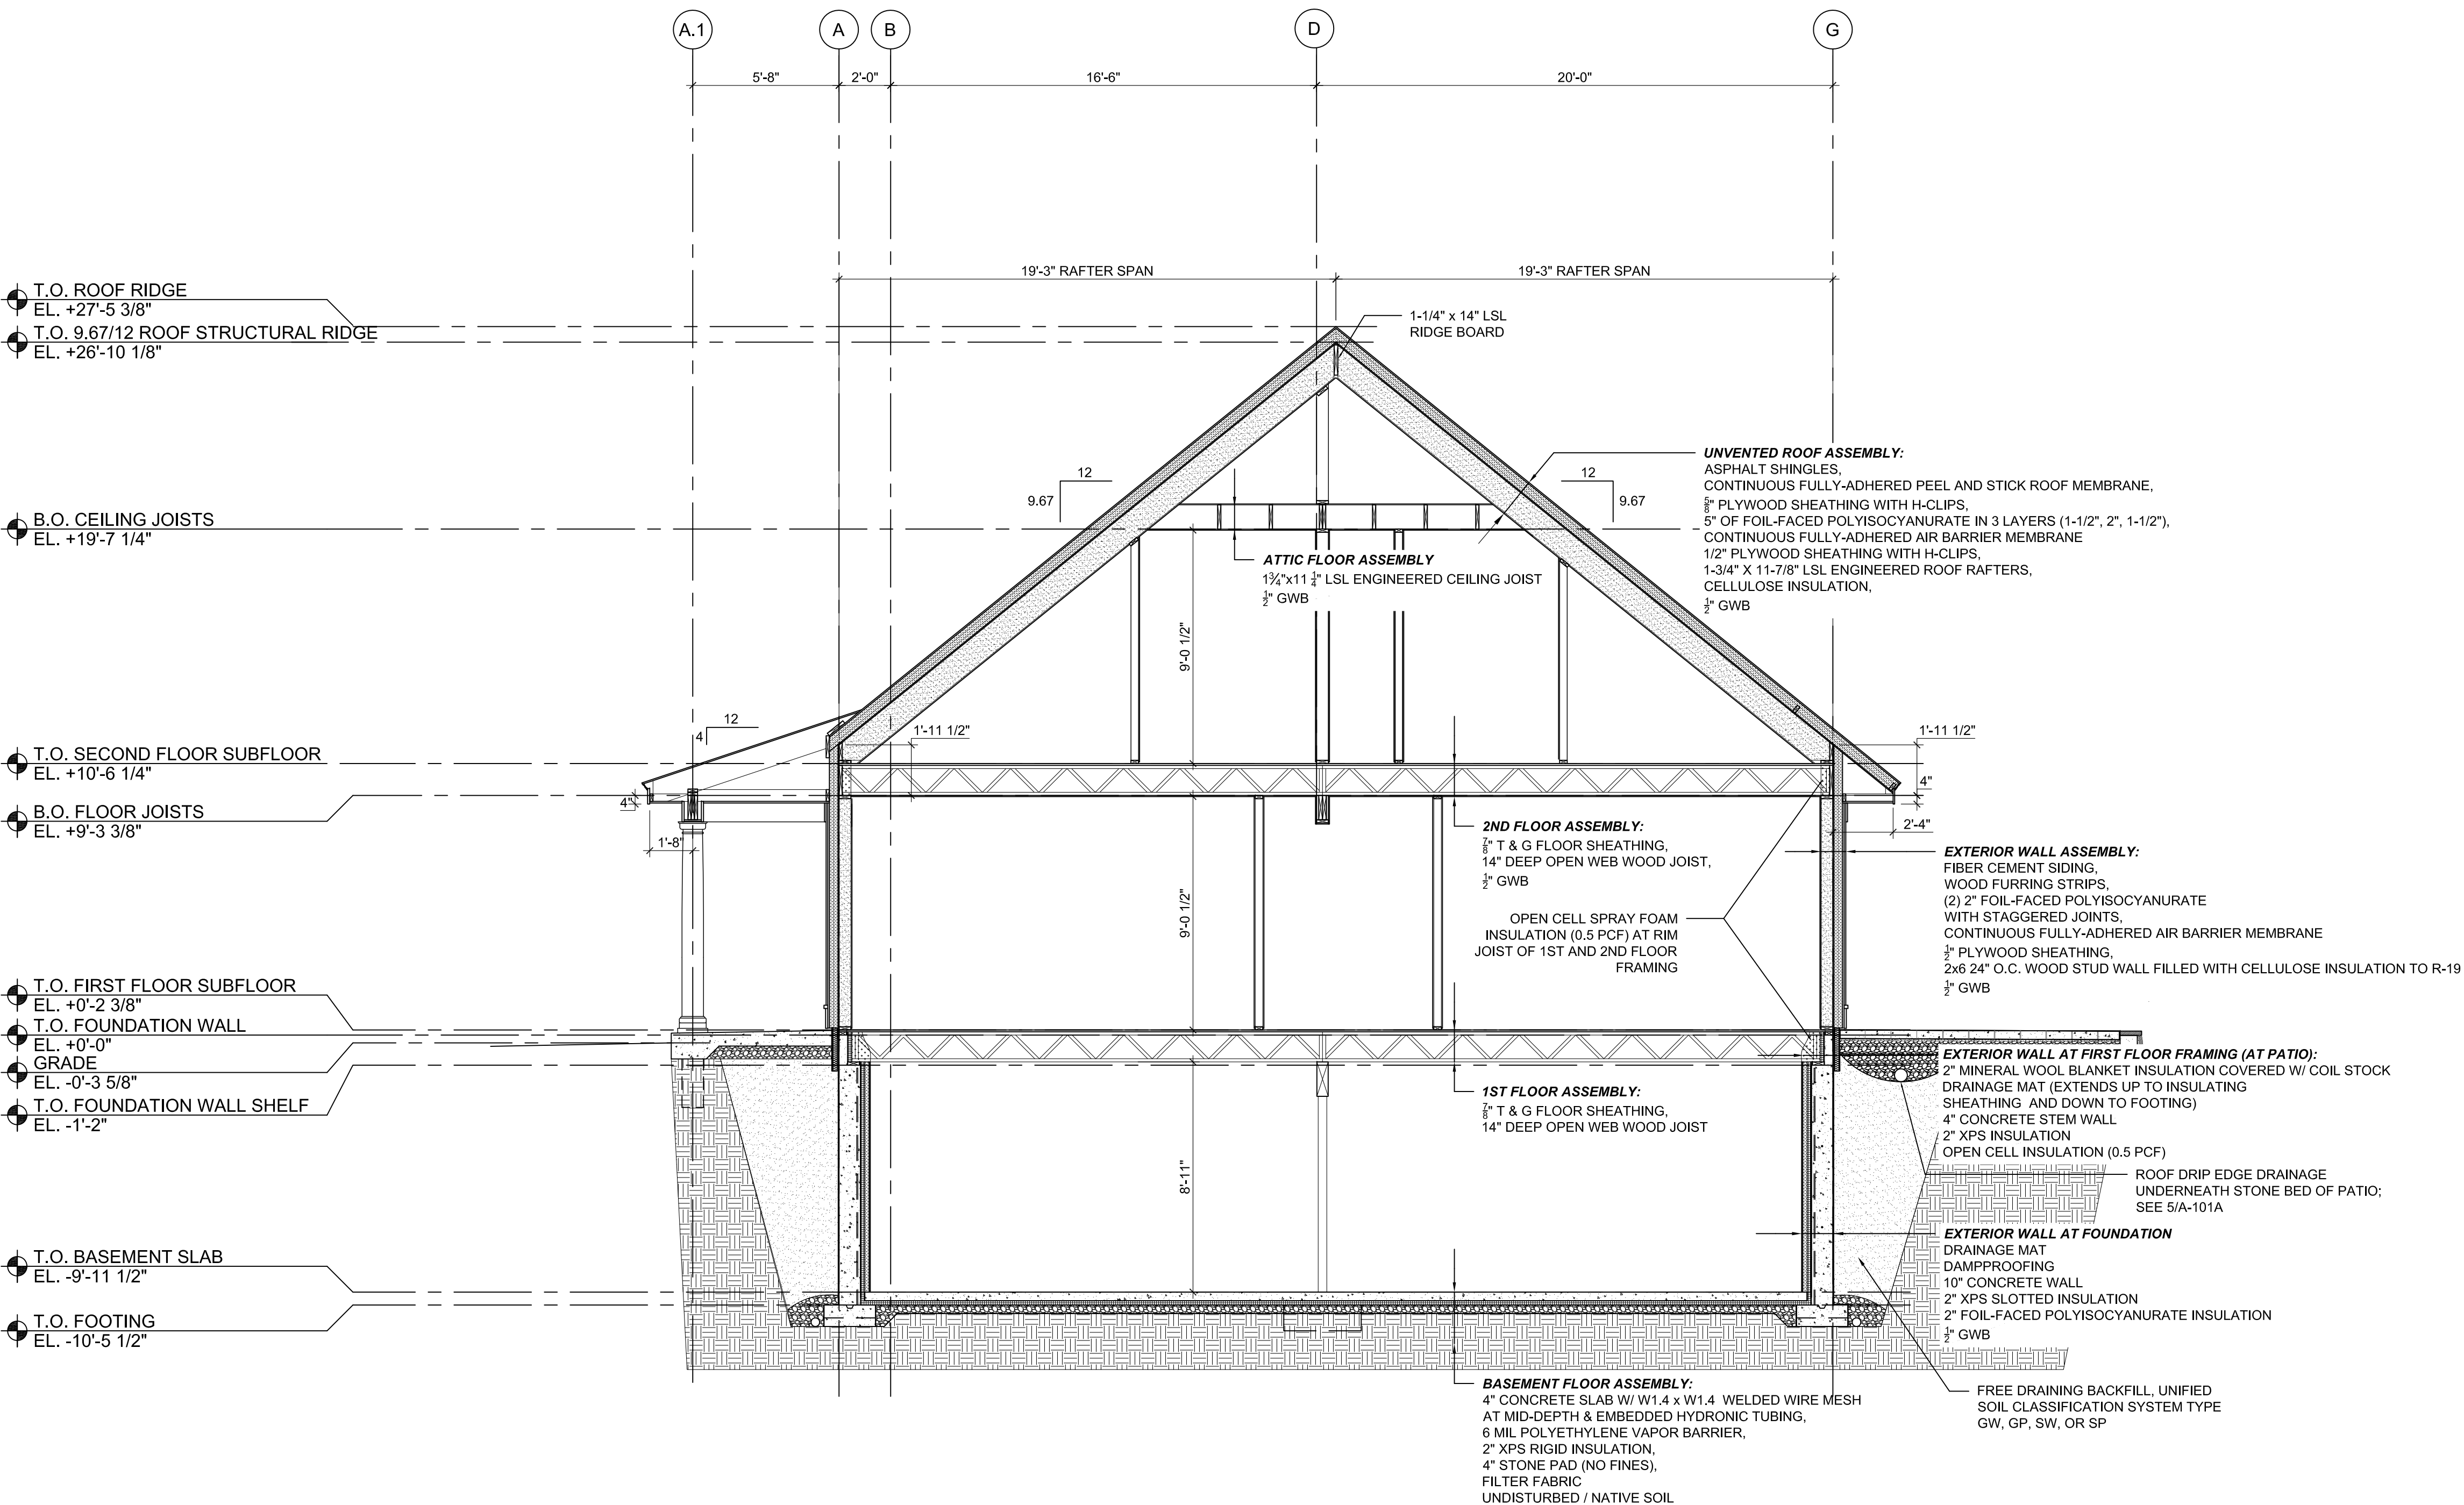 A.1
A
B
D
G
5'-8"
2'-0"
16'-6"
20'-0"
19'-3" RAFTER SPAN
19'-3" RAFTER SPAN
T.O. ROOF RIDGE
EL. +27'-5 3/8"
T.O. 9.67/12 ROOF STRUCTURAL RIDGE
EL. +26'-10 1/8"
1-1/4" x 14" LSL
RIDGE BOARD
12
9.67
12
9.67
UNVENTED ROOF ASSEMBLY:
ASPHALT SHINGLES,
CONTINUOUS FULLY-ADHERED PEEL AND STICK ROOF MEMBRANE,
5/8" PLYWOOD SHEATHING WITH H-CLIPS,
5" OF FOIL-FACED POLYISOCYANURATE IN 3 LAYERS (1-1/2", 2", 1-1/2"),
CONTINUOUS FULLY-ADHERED AIR BARRIER MEMBRANE
1/2" PLYWOOD SHEATHING WITH H-CLIPS,
1-3/4" X 11-7/8" LSL ENGINEERED ROOF RAFTERS,
CELLULOSE INSULATION,
1/2" GWB
B.O. CEILING JOISTS
EL. +19'-7 1/4"
ATTIC FLOOR ASSEMBLY
1 3/4"x11 1/4" LSL ENGINEERED CEILING JOIST
1/2" GWB
9'-0 1/2"
12
4
1'-11 1/2"
1'-11 1/2"
T.O. SECOND FLOOR SUBFLOOR
EL. +10'-6 1/4"
4"
4"
B.O. FLOOR JOISTS
EL. +9'-3 3/8"
1'-8"
2'-4"
2ND FLOOR ASSEMBLY:
7/8" T & G FLOOR SHEATHING,
14" DEEP OPEN WEB WOOD JOIST,
1/2" GWB
EXTERIOR WALL ASSEMBLY:
FIBER CEMENT SIDING,
WOOD FURRING STRIPS,
(2) 2" FOIL-FACED POLYISOCYANURATE
WITH STAGGERED JOINTS,
CONTINUOUS FULLY-ADHERED AIR BARRIER MEMBRANE
1/2" PLYWOOD SHEATHING,
2x6 24" O.C. WOOD STUD WALL FILLED WITH CELLULOSE INSULATION TO R-19
1/2" GWB
9'-0 1/2"
OPEN CELL SPRAY FOAM
INSULATION (0.5 PCF) AT RIM
JOIST OF 1ST AND 2ND FLOOR
FRAMING
T.O. FIRST FLOOR SUBFLOOR
EL. +0'-2 3/8"
T.O. FOUNDATION WALL
EL. +0'-0"
GRADE
EL. -0'-3 5/8"
T.O. FOUNDATION WALL SHELF
EL. -1'-2"
EXTERIOR WALL AT FIRST FLOOR FRAMING (AT PATIO):
2" MINERAL WOOL BLANKET INSULATION COVERED W/ COIL STOCK
DRAINAGE MAT (EXTENDS UP TO INSULATING
SHEATHING AND DOWN TO FOOTING)
4" CONCRETE STEM WALL
2" XPS INSULATION
OPEN CELL INSULATION (0.5 PCF)
1ST FLOOR ASSEMBLY:
7/8" T & G FLOOR SHEATHING,
14" DEEP OPEN WEB WOOD JOIST
8'-11"
ROOF DRIP EDGE DRAINAGE
UNDERNEATH STONE BED OF PATIO;
SEE 5/A-101A
EXTERIOR WALL AT FOUNDATION
DRAINAGE MAT
DAMPPROOFING
10" CONCRETE WALL
2" XPS SLOTTED INSULATION
2" FOIL-FACED POLYISOCYANURATE INSULATION
1/2" GWB
T.O. BASEMENT SLAB
EL. -9'-11 1/2"
T.O. FOOTING
EL. -10'-5 1/2"
BASEMENT FLOOR ASSEMBLY:
4" CONCRETE SLAB W/ W1.4 x W1.4 WELDED WIRE MESH
AT MID-DEPTH & EMBEDDED HYDRONIC TUBING,
6 MIL POLYETHYLENE VAPOR BARRIER,
2" XPS RIGID INSULATION,
4" STONE PAD (NO FINES),
FILTER FABRIC
UNDISTURBED / NATIVE SOIL
FREE DRAINING BACKFILL, UNIFIED
SOIL CLASSIFICATION SYSTEM TYPE
GW, GP, SW, OR SP